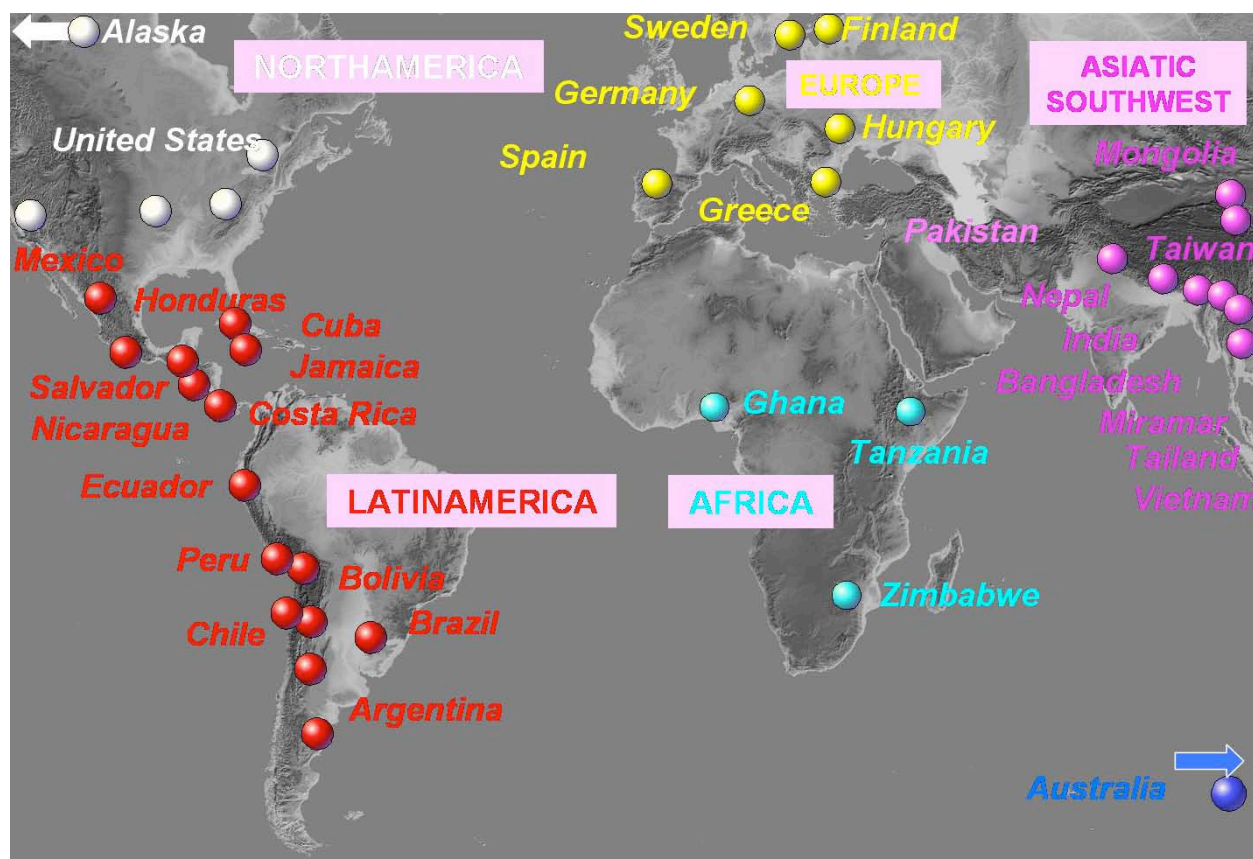 Alaska
NORTHAMERICA
United States
Sweden
Finland
Germany
EUROPE
Hungary
Spain
Greece
ASIATIC
SOUTHWEST
Mongolia
Pakistan
Taiwan
Nepal
India
Bangladesh
Miramar
Tailand
Vietnam
Mexico
Honduras
Cuba
Jamaica
Salvador
Nicaragua
Costa Rica
Ecuador
LATINAMERICA
Peru
Bolivia
Chile
Brazil
Argentina
Ghana
Tanzania
AFRICA
Zimbabwe
Australia